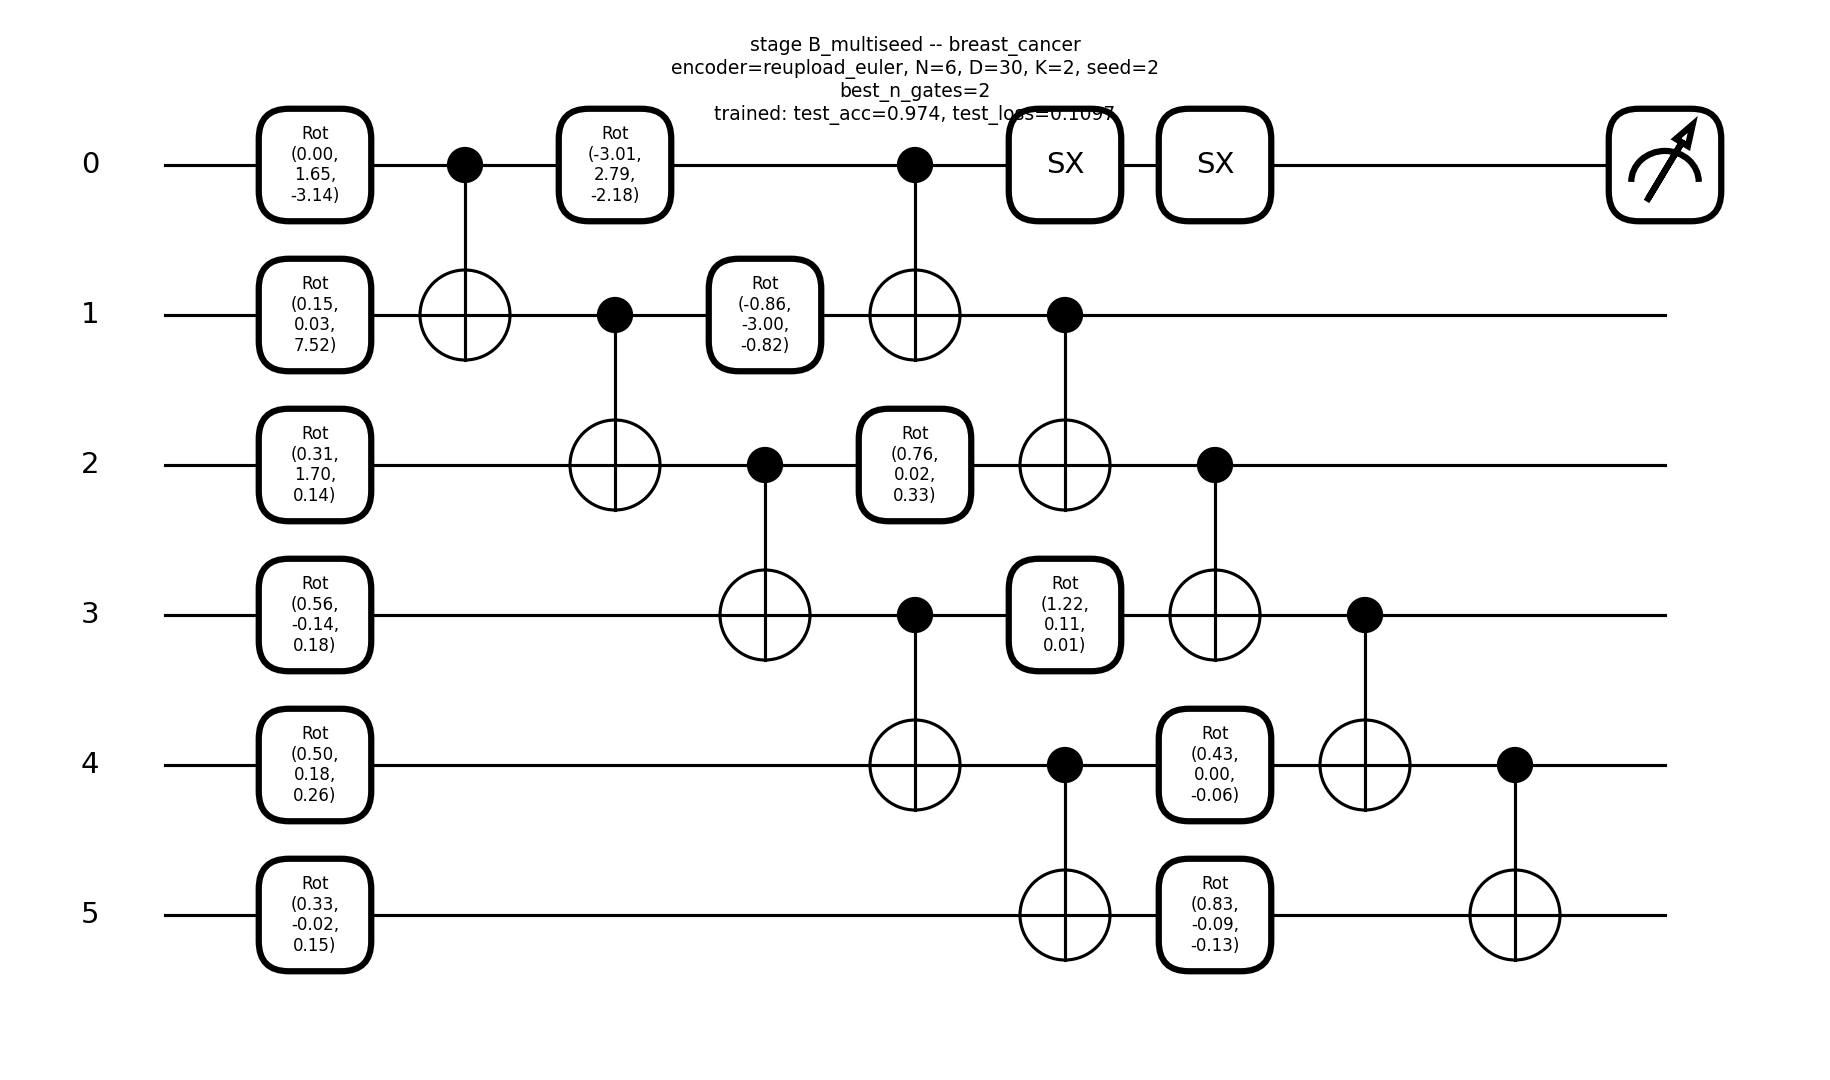 stage B_multiseed -- breast_cancer
encoder=reupload_euler, N=6, D=30, K=2, seed=2
best_n_gates=2
trained: test_acc=0.974, test_loss=0.1097
0
Rot
(0.00,
1.65,
-3.14)
Rot
(-3.01,
2.79,
-2.18)
SX
SX
1
Rot
(0.15,
0.03,
7.52)
Rot
(-0.86,
-3.00,
-0.82)
2
Rot
(0.31,
1.70,
0.14)
Rot
(0.76,
0.02,
0.33)
3
Rot
(0.56,
-0.14,
0.18)
Rot
(1.22,
0.11,
0.01)
4
Rot
(0.50,
0.18,
0.26)
Rot
(0.43,
0.00,
-0.06)
5
Rot
(0.33,
-0.02,
0.15)
Rot
(0.83,
-0.09,
-0.13)